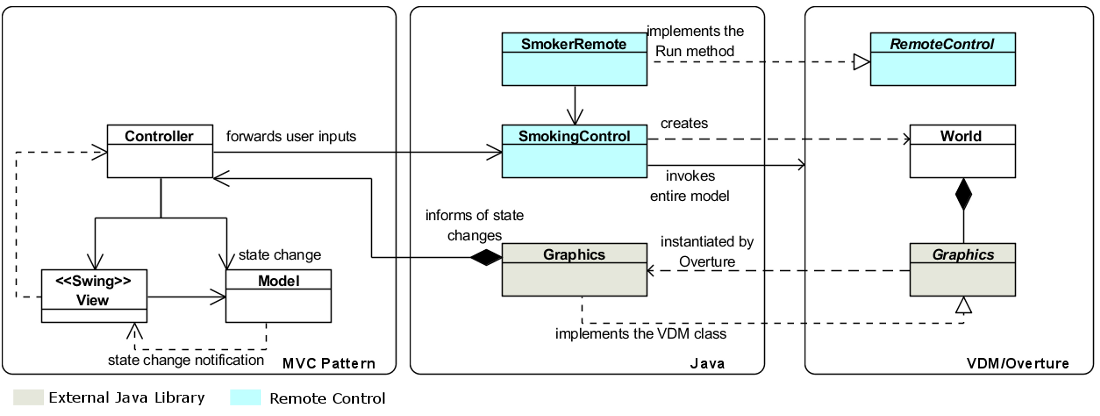 implements the
Run method
SmokerRemote
RemoteControl
Controller
forwards user inputs
SmokingControl
creates
World
invokes
entire model
informs of state
changes
state change
<<Swing>>
View
Model
Graphics
instantiated by
Overture
Graphics
implements the VDM class
state change notification
MVC Pattern
Java
VDM/Overture
External Java Library
Remote Control